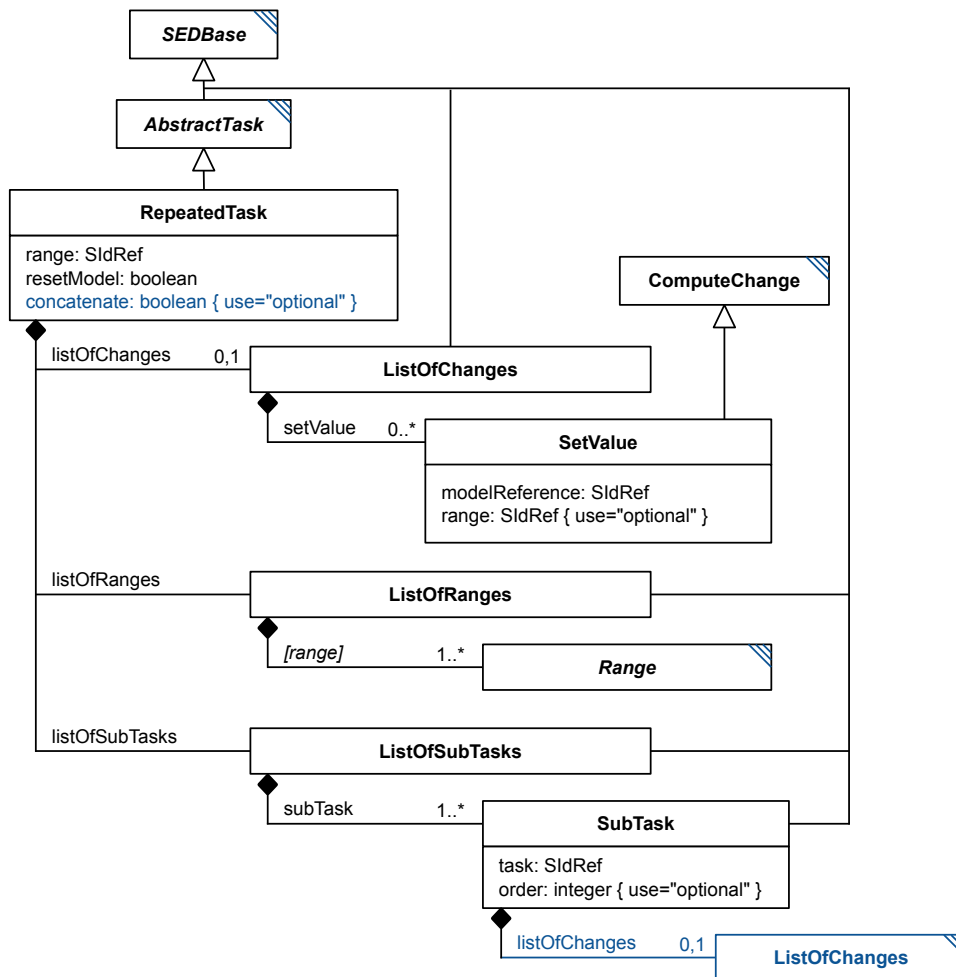 SEDBase
AbstractTask
RepeatedTask
range: SIdRef
resetModel: boolean
concatenate: boolean { use="optional" }
ComputeChange
listOfChanges 0,1
ListOfChanges
setValue 0..*
SetValue
modelReference: SIdRef
range: SIdRef { use="optional" }
listOfRanges
ListOfRanges
[range] 1..*
Range
listOfSubTasks
ListOfSubTasks
subTask 1..*
SubTask
task: SIdRef
order: integer { use="optional" }
listOfChanges 0,1
ListOfChanges